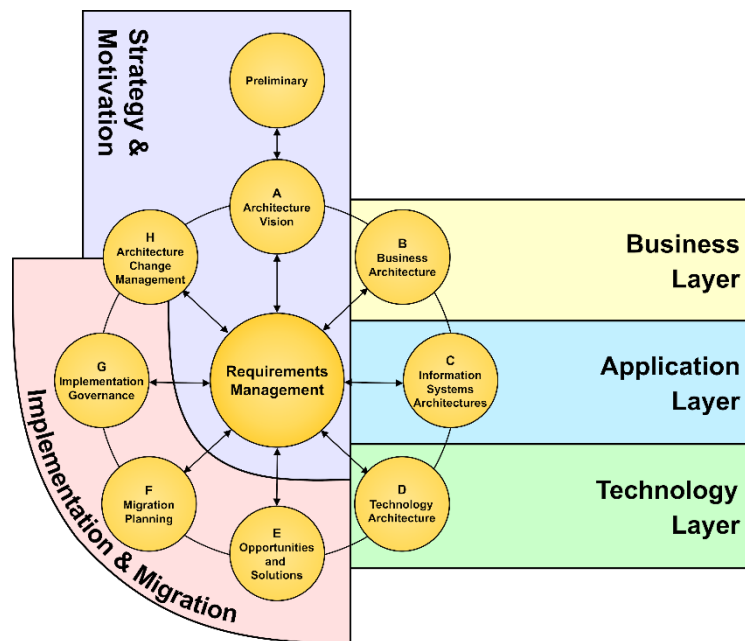 Strategy &
Motivation
Preliminary
A
Architecture
Vision
H
Architecture
Change
Management
B
Business
Architecture
Business
Layer
G
Implementation
Governance
Requirements
Management
C
Information
Systems
Architectures
Application
Layer
F
Migration
Planning
E
Opportunities
and
Solutions
D
Technology
Architecture
Technology
Layer
Implementation & Migration